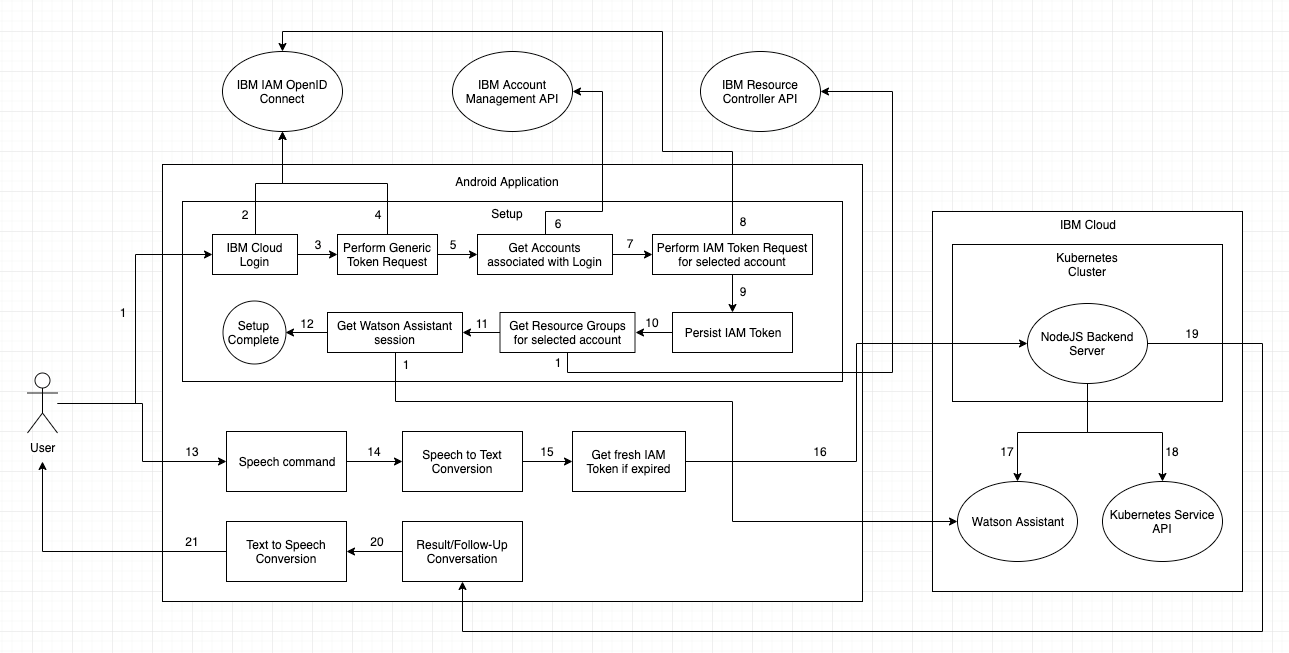 IBM IAM OpenID
Connect
IBM Account
Management API
IBM Resource
Controller API
Android Application
Setup
2
4
6
8
IBM Cloud
Login
3
Perform Generic
Token Request
5
Get Accounts
associated with Login
7
Perform IAM Token Request
for selected account
9
1
Setup
Complete
12
Get Watson Assistant
session
11
Get Resource Groups
for selected account
10
Persist IAM Token
1
1
IBM Cloud
Kubernetes
Cluster
NodeJS Backend
Server
19
User
13
Speech command
14
Speech to Text
Conversion
15
Get fresh IAM
Token if expired
16
17
18
Watson Assistant
Kubernetes Service
API
21
Text to Speech
Conversion
20
Result/Follow-Up
Conversation